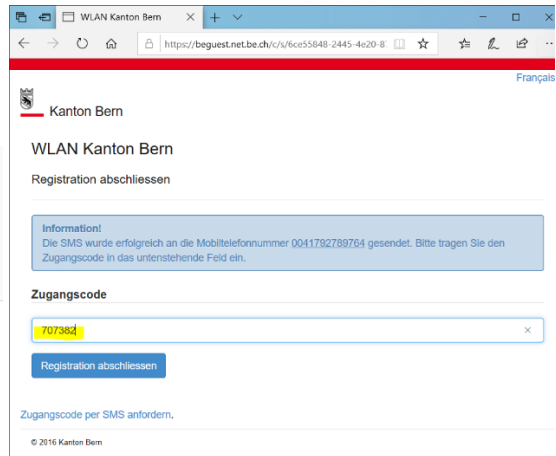 WLAN Kanton Bern
https://beguest.net.be.ch/c/s/6ce55848-2445-4e20-8
Français
Kanton Bern
WLAN Kanton Bern
Registration abschliessen
Information!
Die SMS wurde erfolgreich an die Mobiltelefonnummer 0041792789764 gesendet. Bitte tragen Sie den
Zugangscode in das untenstehende Feld ein.
Zugangscode
707382
Registration abschliessen
Zugangscode per SMS anfordern.
© 2016 Kanton Bern